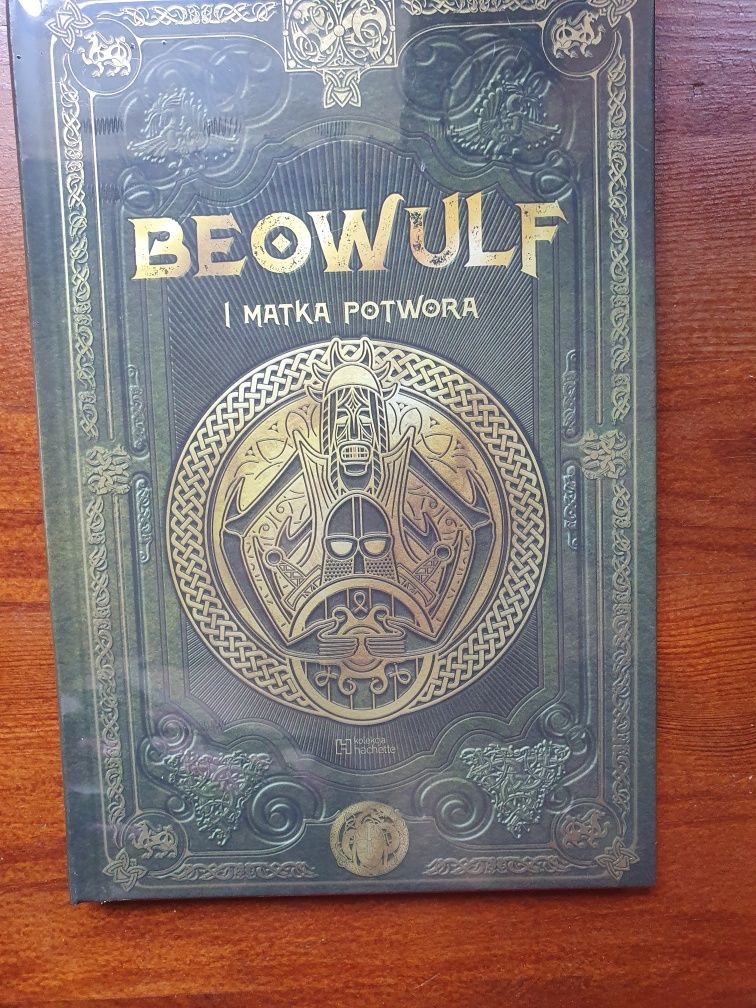 BEOWULF
I MATKA POTWORA
kolekcja
hachette